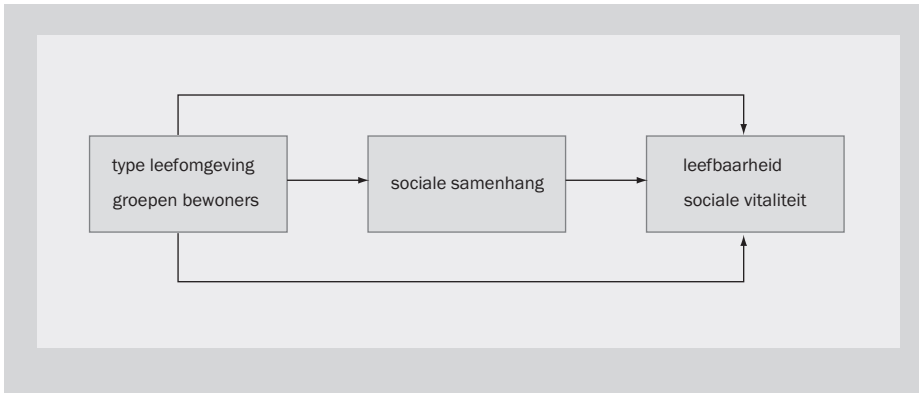 type leefomgeving
groepen bewoners
sociale samenhang
leefbaarheid
sociale vitaliteit